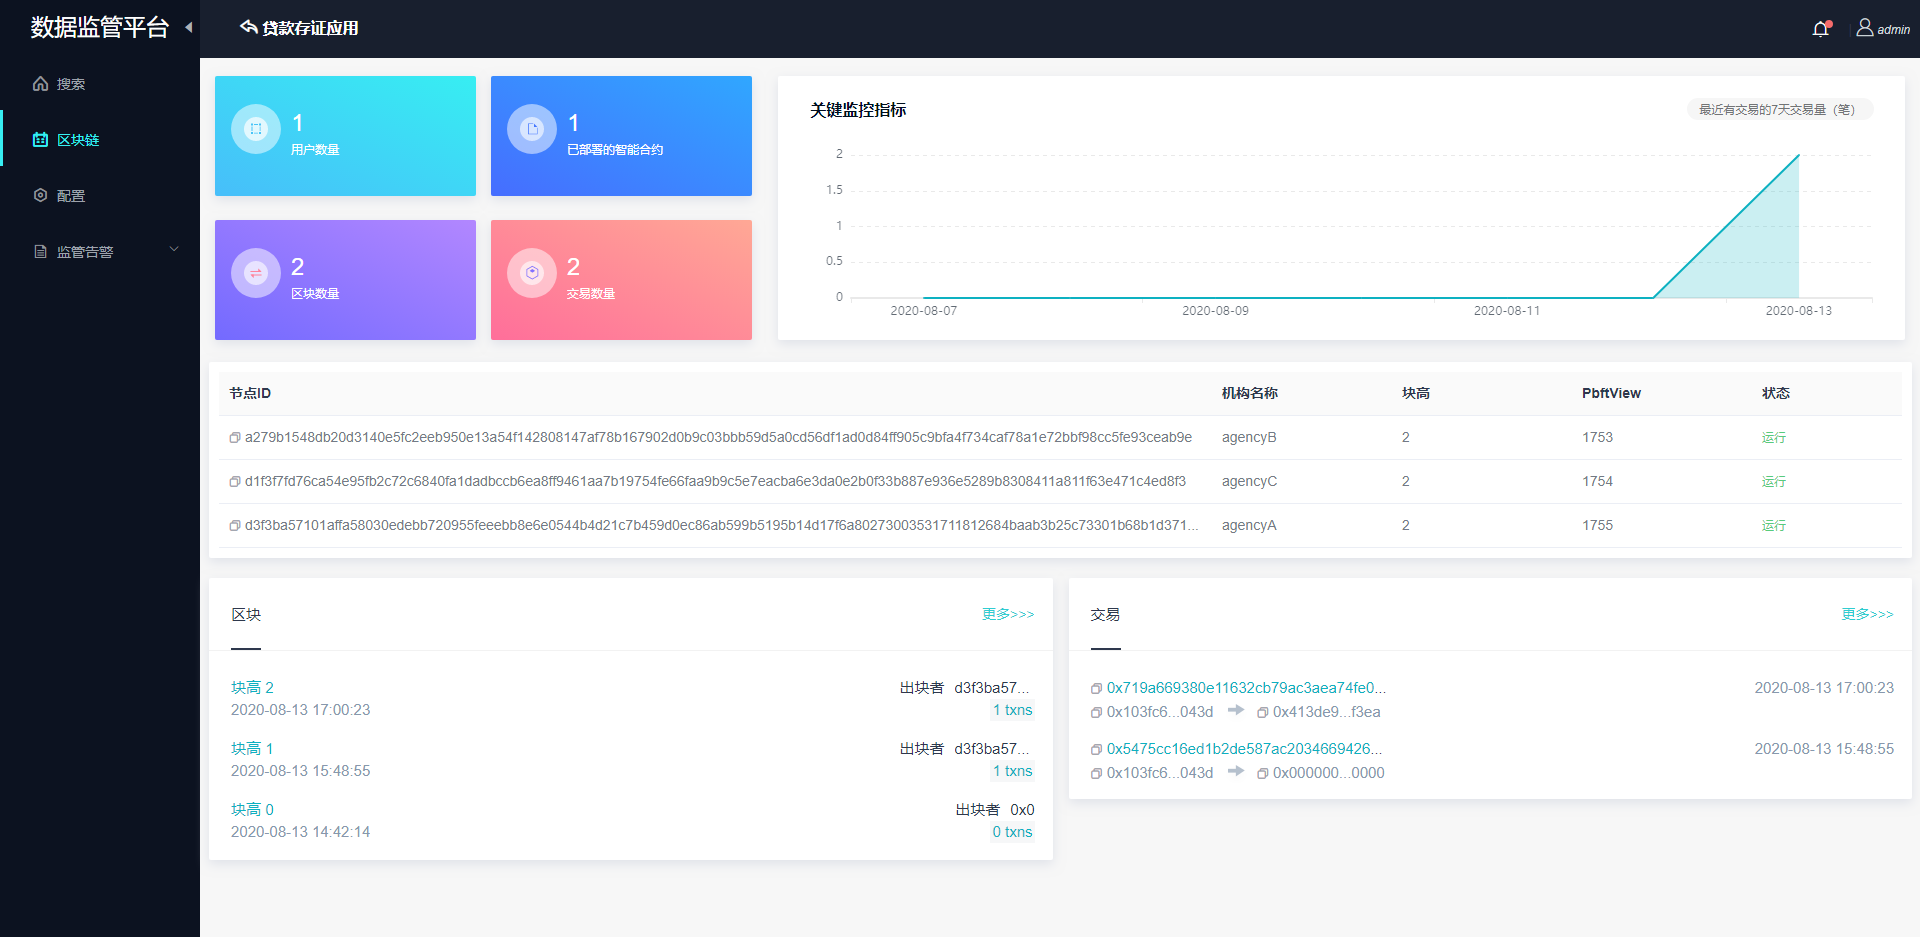 数据监管平台
贷款存证应用
admin
搜索
区块链
配置
监管告警
1
用户数量
1
已部署的智能合约
2
区块数量
2
交易数量
关键监控指标
最近有交易的7天交易量（笔）
2
1.5
1
0.5
0
2020-08-07 2020-08-09 2020-08-11 2020-08-13
节点ID 机构名称 块高 PbftView 状态
a279b1548db20d3140e5fc2eeb950e13a54f142808147af78b167902d0b9c03bbb59d5a0cd56df1ad0d84ff905c9bfa4f734caf78a1e72bbf98cc5fe93ceab9e agencyB 2 1753 运行
d1f3f7fd76ca54e95fb2c72c6840fa1dadbccb6ea8ff9461aa7b19754fe66faa9b9c5e7eacba6e3da0e2b0f33b887e936e5289b8308411a811f63e471c4ed8f3 agencyC 2 1754 运行
d3f3ba57101affa58030edebb720955feeebb8e6e0544b4d21c7b459d0ec86ab599b5195b14d17f6a80273003531711812684baab3b25c73301b68b1d371... agencyA 2 1755 运行
区块 更多>>>
块高 2 出块者 d3f3ba57...
2020-08-13 17:00:23 1 txns
块高 1 出块者 d3f3ba57...
2020-08-13 15:48:55 1 txns
块高 0 出块者 0x0
2020-08-13 14:42:14 0 txns
交易 更多>>>
0x719a669380e11632cb79ac3aea74fe0... 2020-08-13 17:00:23
0x103fc6...043d 0x413de9...f3ea
0x5475cc16ed1b2de587ac2034669426... 2020-08-13 15:48:55
0x103fc6...043d 0x000000...0000